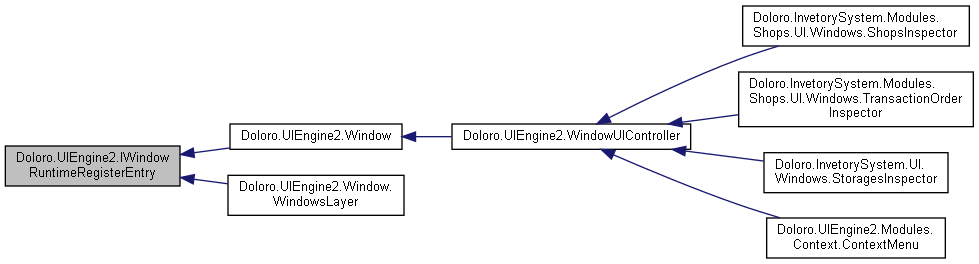 Doloro.UIEngine2.IWindow
RuntimeRegisterEntry
Doloro.UIEngine2.Window
Doloro.UIEngine2.Window.
WindowsLayer
Doloro.UIEngine2.WindowUIController
Doloro.InvetorySystem.Modules.
Shops.UI.Windows.ShopsInspector
Doloro.InvetorySystem.Modules.
Shops.UI.Windows.TransactionOrder
Inspector
Doloro.InvetorySystem.UI.
Windows.StoragesInspector
Doloro.UIEngine2.Modules.
Context.ContextMenu